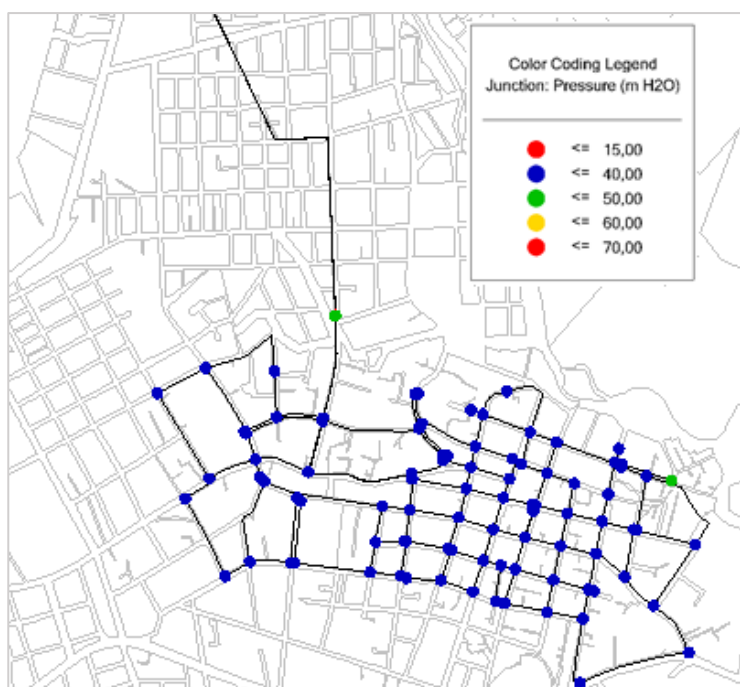 Color Coding Legend
Junction: Pressure (m H2O)
<= 15,00
<= 40,00
<= 50,00
<= 60,00
<= 70,00